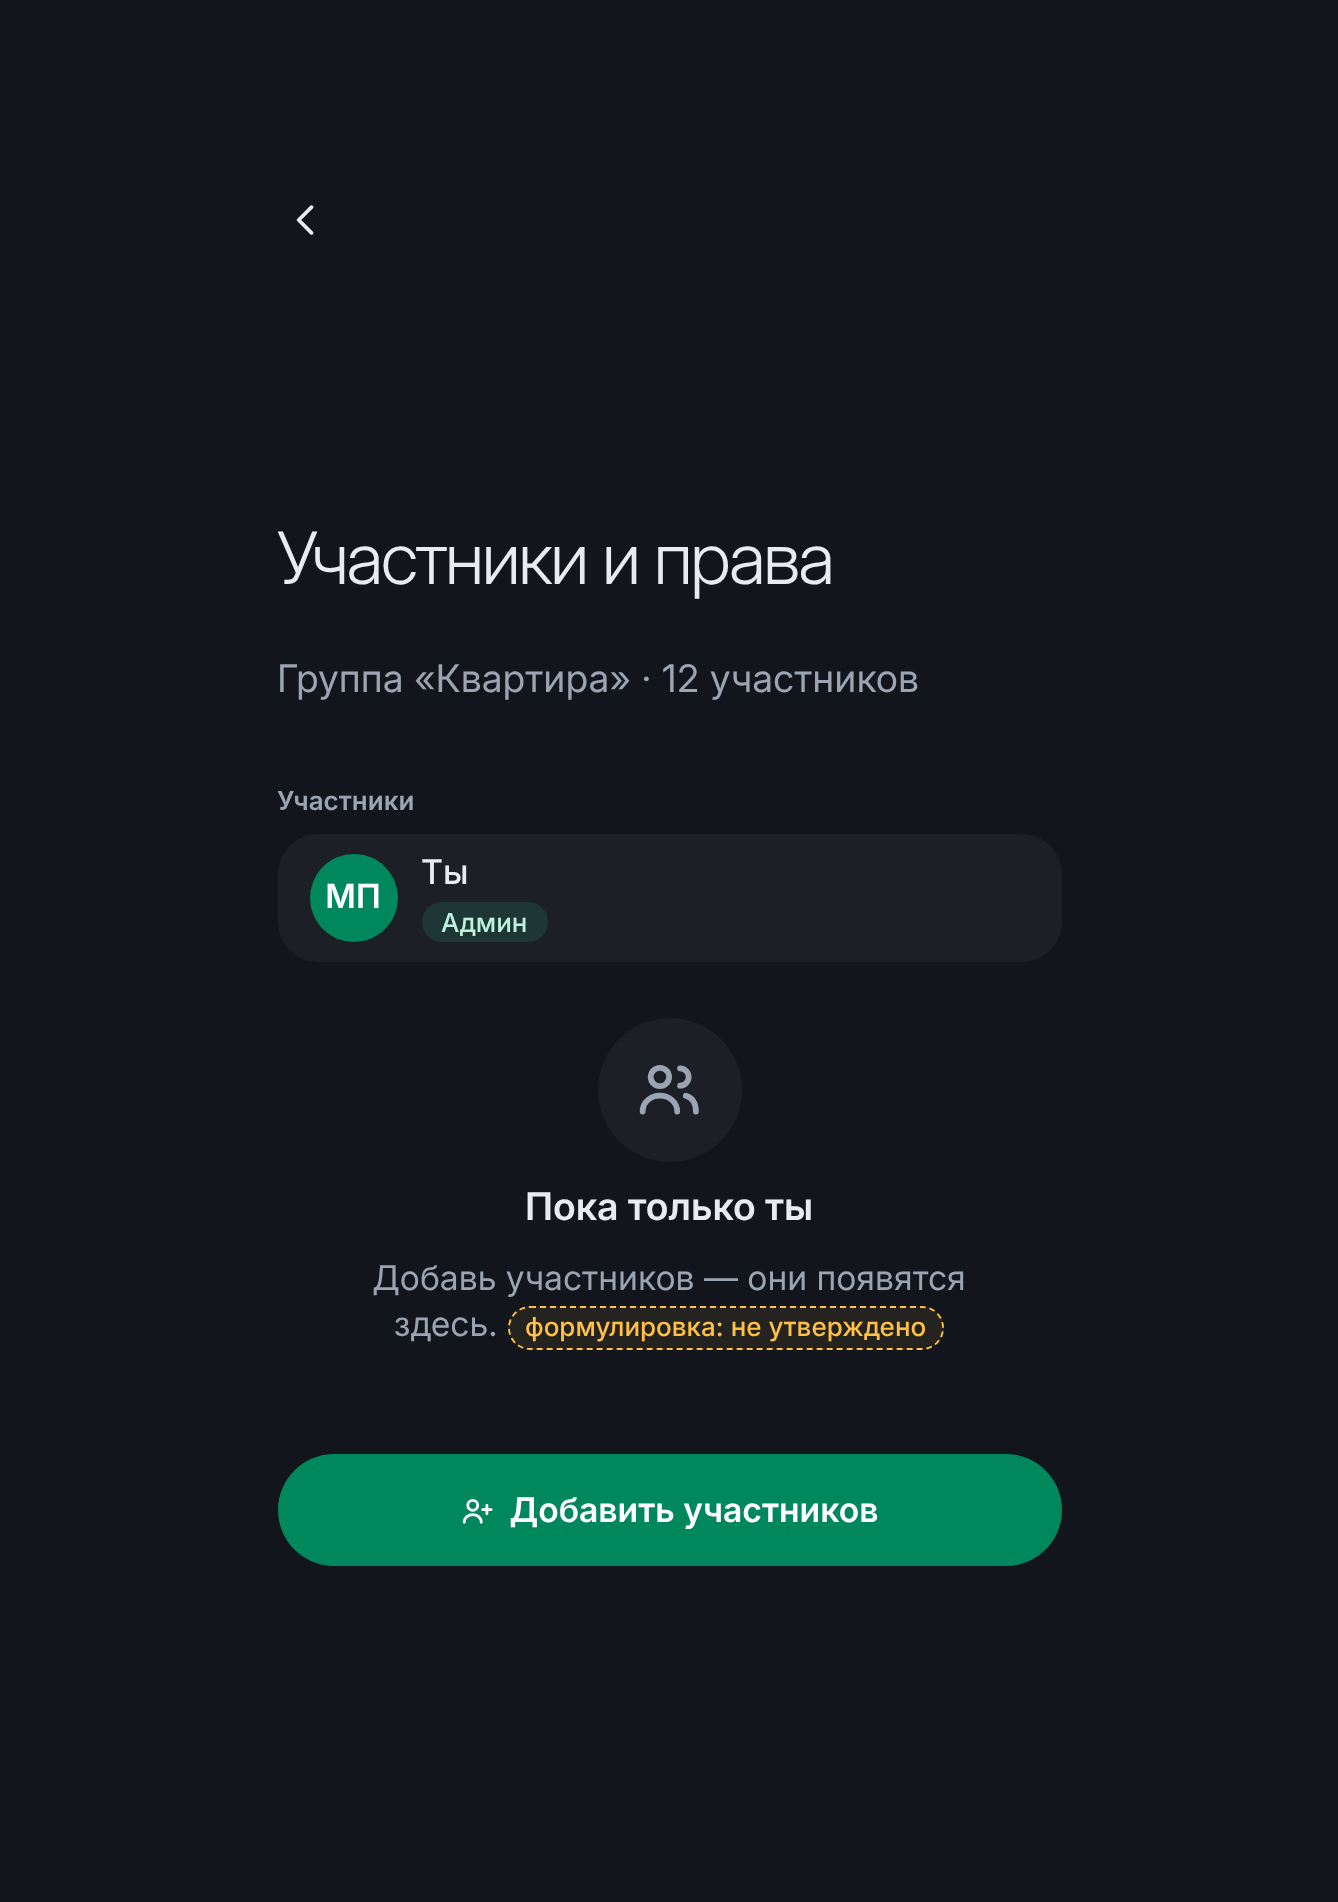 Участники и права
Группа «Квартира» · 12 участников
Участники
МП
Ты
Админ
Пока только ты
Добавь участников — они появятся
здесь. формулировка: не утверждено
Добавить участников